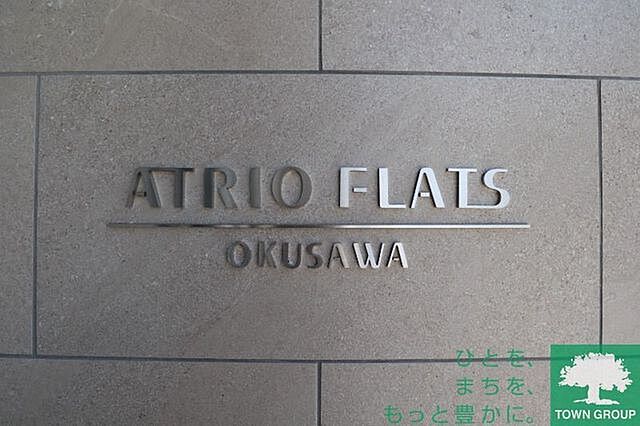 ATRIO FLATS
OKUSAWA
ひとを、
まちを、
もっと豊かに。
TOWN GROUP